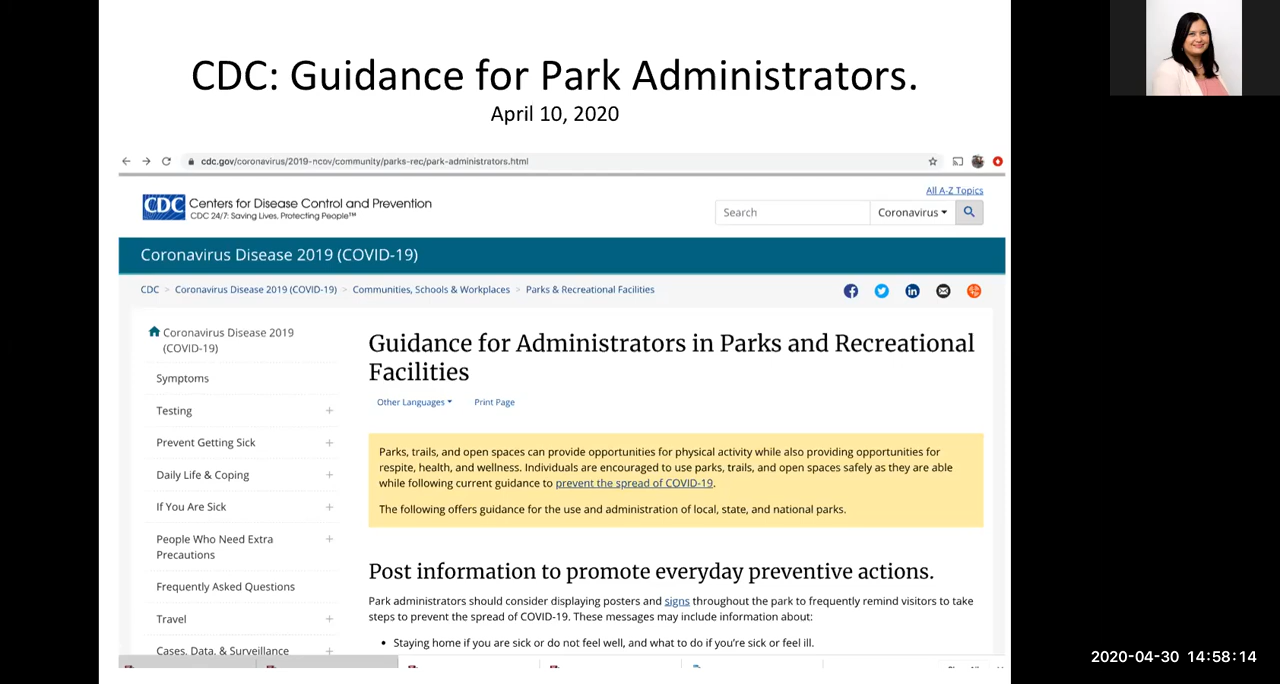 CDC: Guidance for Park Administrators.
April 10, 2020
cdc.gov/coronavirus/2019-ncov/community/parks-rec/park-administrators.html
All A-Z Topics
CDC Centers for Disease Control and Prevention
CDC 24/7: Saving Lives. Protecting People™
Search
Coronavirus
Coronavirus Disease 2019 (COVID-19)
CDC > Coronavirus Disease 2019 (COVID-19) > Communities, Schools & Workplaces > Parks & Recreational Facilities
Coronavirus Disease 2019
(COVID-19)
Symptoms
Testing
Prevent Getting Sick
Daily Life & Coping
If You Are Sick
People Who Need Extra
Precautions
Frequently Asked Questions
Travel
Cases, Data, & Surveillance
Guidance for Administrators in Parks and Recreational
Facilities
Other Languages
Print Page
Parks, trails, and open spaces can provide opportunities for physical activity while also providing opportunities for
respite, health, and wellness. Individuals are encouraged to use parks, trails, and open spaces safely as they are able
while following current guidance to prevent the spread of COVID-19.
The following offers guidance for the use and administration of local, state, and national parks.
Post information to promote everyday preventive actions.
Park administrators should consider displaying posters and signs throughout the park to frequently remind visitors to take
steps to prevent the spread of COVID-19. These messages may include information about:
• Staying home if you are sick or do not feel well, and what to do if you're sick or feel ill.
2020-04-30 14:58:14